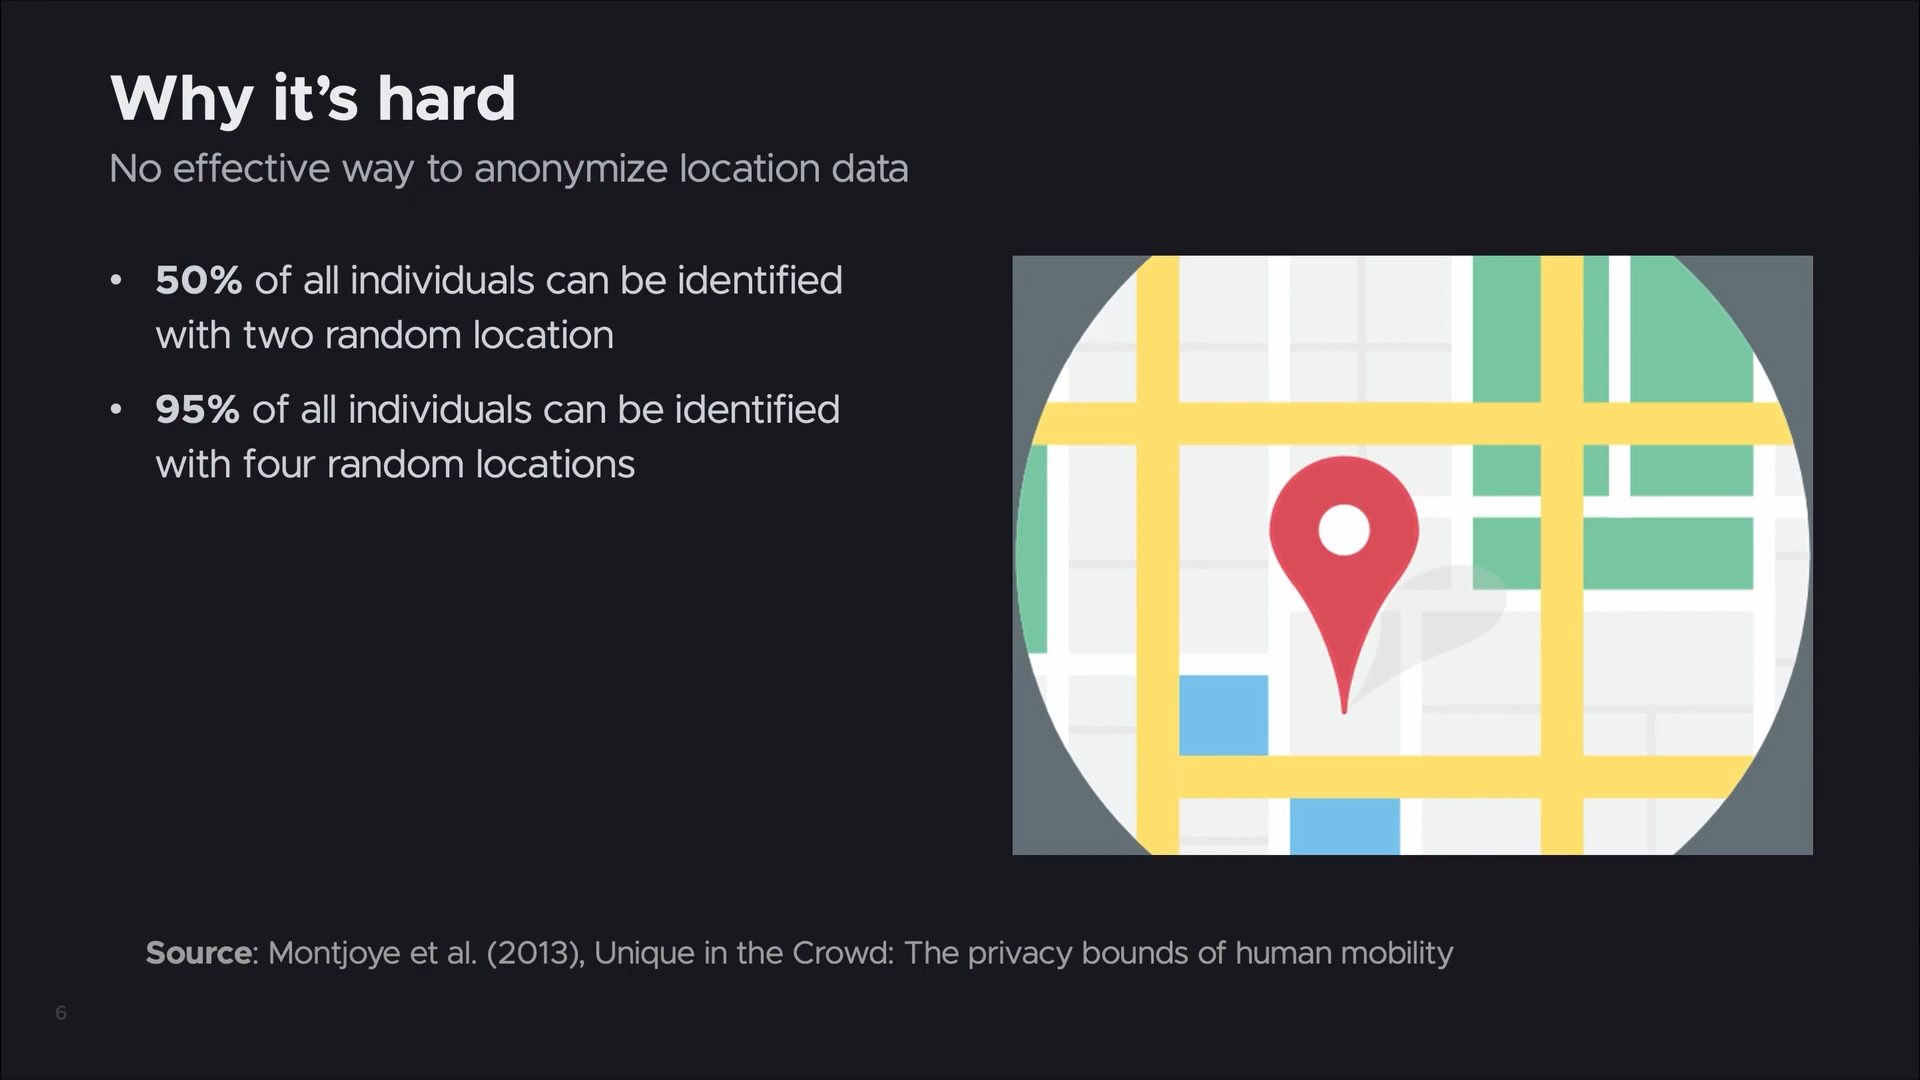 Why it’s hard
No effective way to anonymize location data
• 50% of all individuals can be identified
with two random location
• 95% of all individuals can be identified
with four random locations
Source: Montjoye et al. (2013), Unique in the Crowd: The privacy bounds of human mobility
6